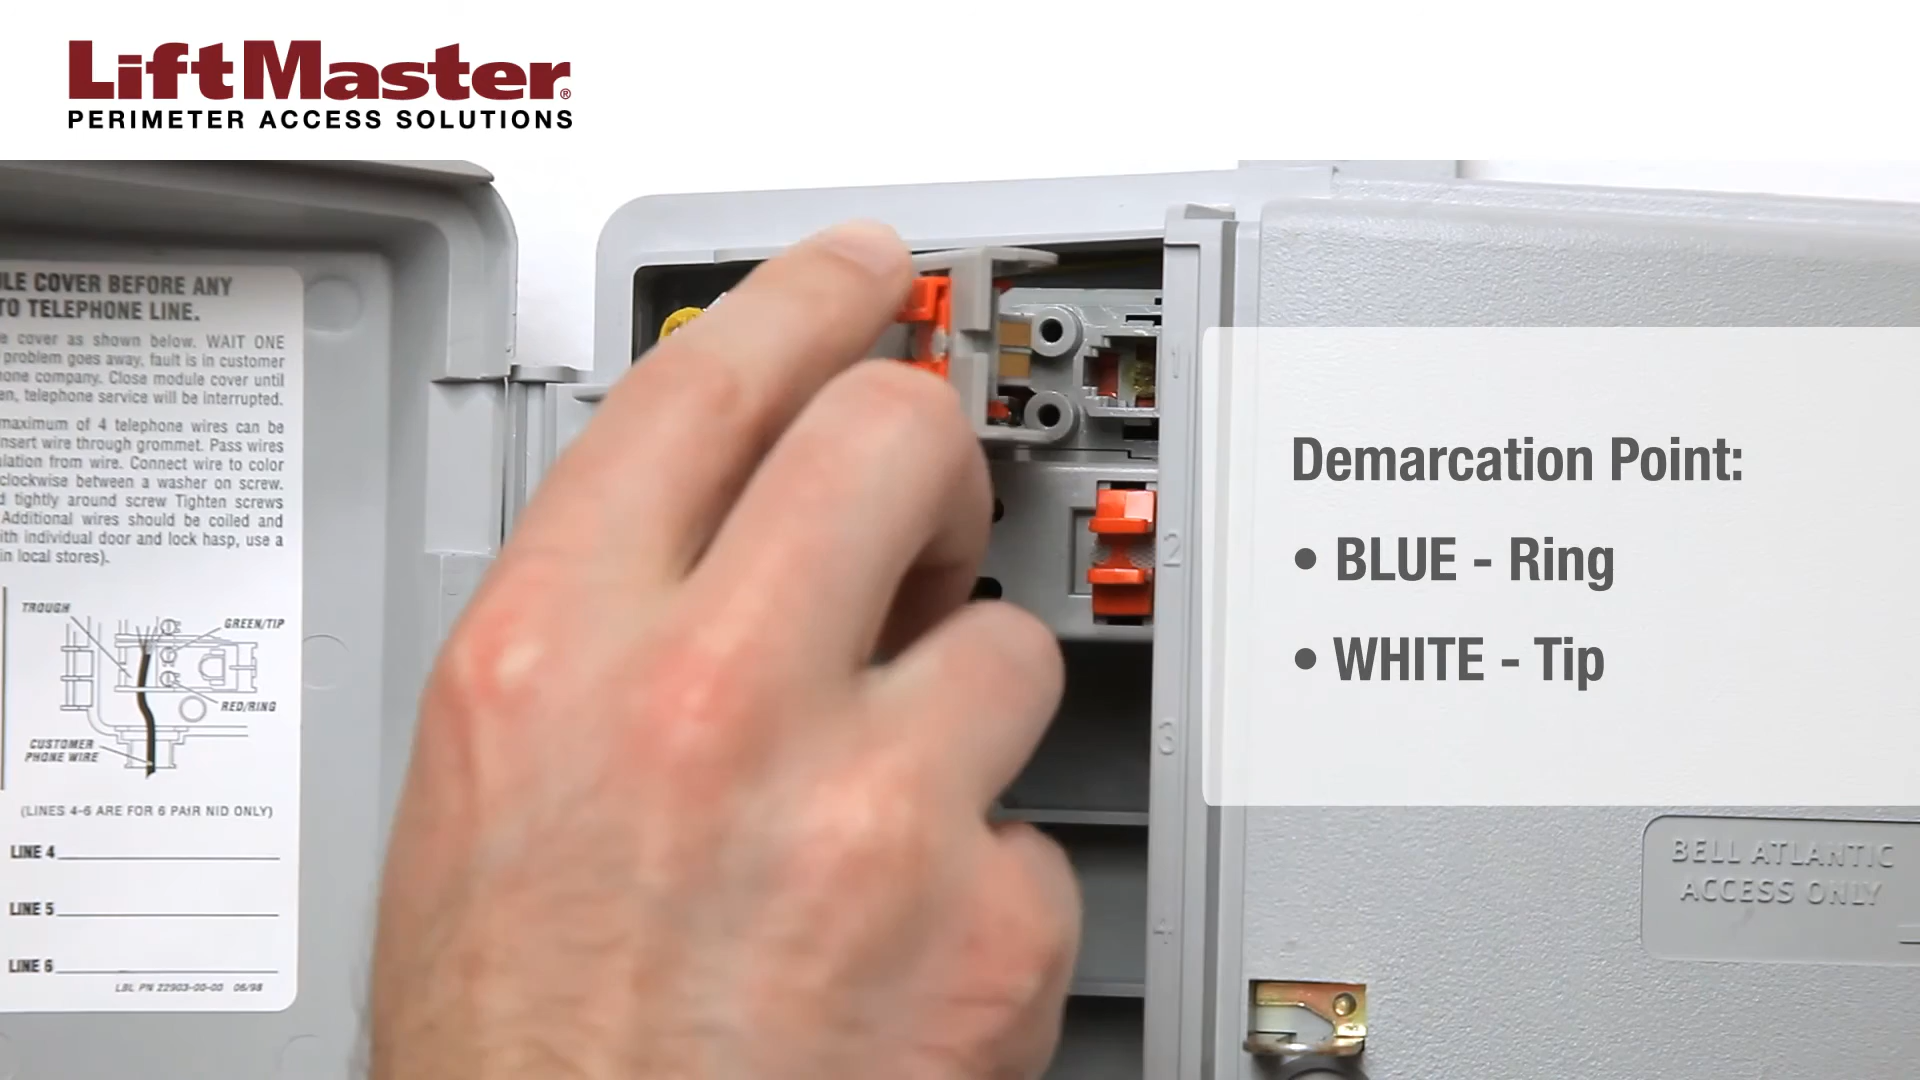 LiftMaster®
PERIMETER ACCESS SOLUTIONS
COVER BEFORE ANY
TO TELEPHONE LINE.
cover as shown below. WAIT ONE
problem goes away, fault is in customer
company. Close module cover until
telephone service will be interrupted.
maximum of 4 telephone wires can be
nsert wire through grommet. Pass wires
from wire. Connect wire to color
clockwise between a washer on screw.
tightly around screw Tighten screws
Additional wires should be coiled and
individual door and lock hasp, use a
in local stores).
TROUGH
GREEN/TIP
RED/RING
CUSTOMER
PHONE WIRE
(LINES 4-6 ARE FOR 6 PAIR NID ONLY)
LINE 4
LINE 5
LINE 6
LBL PN 22903-00-00 06/98
1
2
3
4
Demarcation Point:
• BLUE - Ring
• WHITE - Tip
BELL ATLANTIC
ACCESS ONLY